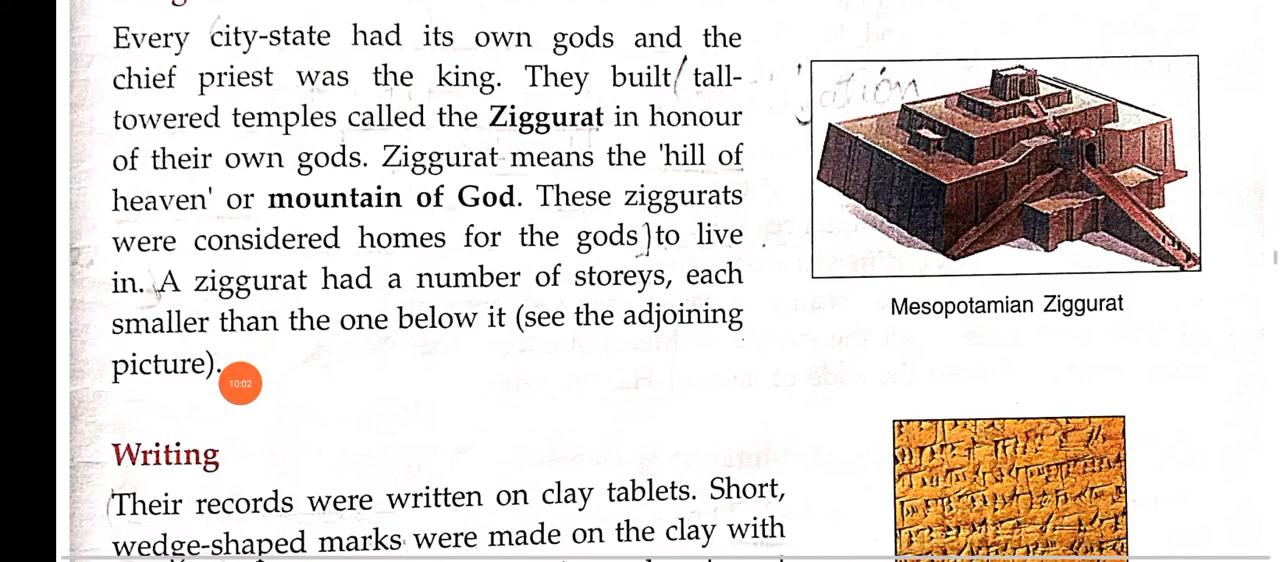 Every city-state had its own gods and the
chief priest was the king. They built tall-
towered temples called the Ziggurat in honour
of their own gods. Ziggurat means the 'hill of
heaven' or mountain of God. These ziggurats
were considered homes for the gods to live
in. A ziggurat had a number of storeys, each
smaller than the one below it (see the adjoining
picture).
10:02
Mesopotamian Ziggurat
Writing
Their records were written on clay tablets. Short,
wedge-shaped marks were made on the clay with